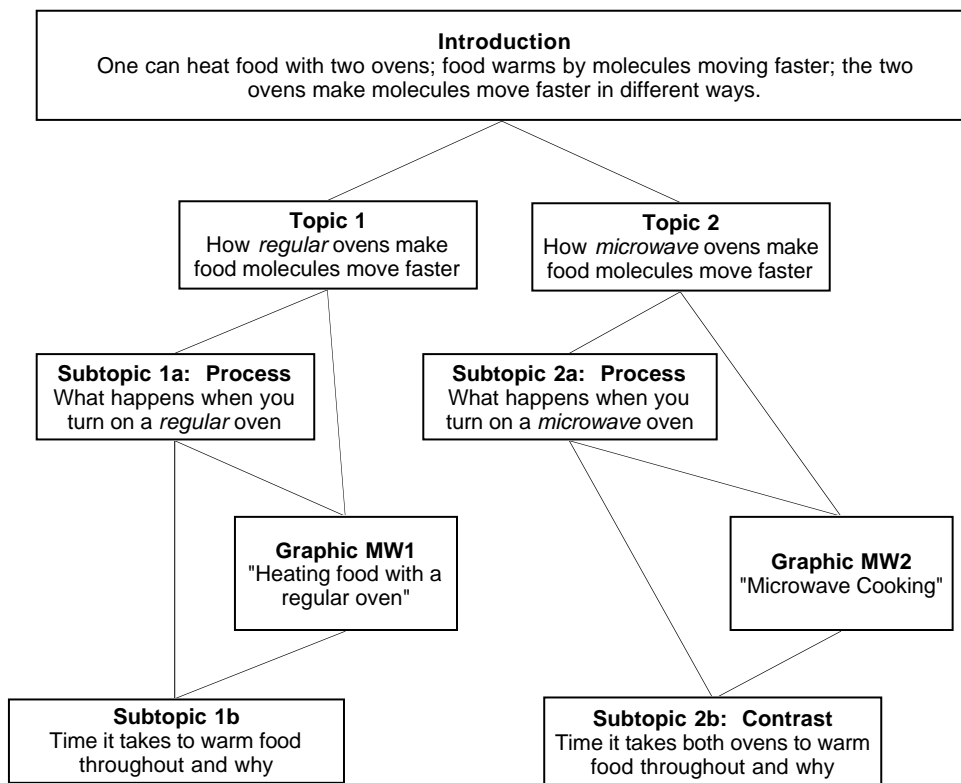 Introduction
One can heat food with two ovens; food warms by molecules moving faster; the two
ovens make molecules move faster in different ways.
Topic 1
How regular ovens make
food molecules move faster
Topic 2
How microwave ovens make
food molecules move faster
Subtopic 1a: Process
What happens when you
turn on a regular oven
Subtopic 2a: Process
What happens when you
turn on a microwave oven
Graphic MW1
"Heating food with a
regular oven"
Graphic MW2
"Microwave Cooking"
Subtopic 1b
Time it takes to warm food
throughout and why
Subtopic 2b: Contrast
Time it takes both ovens to warm
food throughout and why